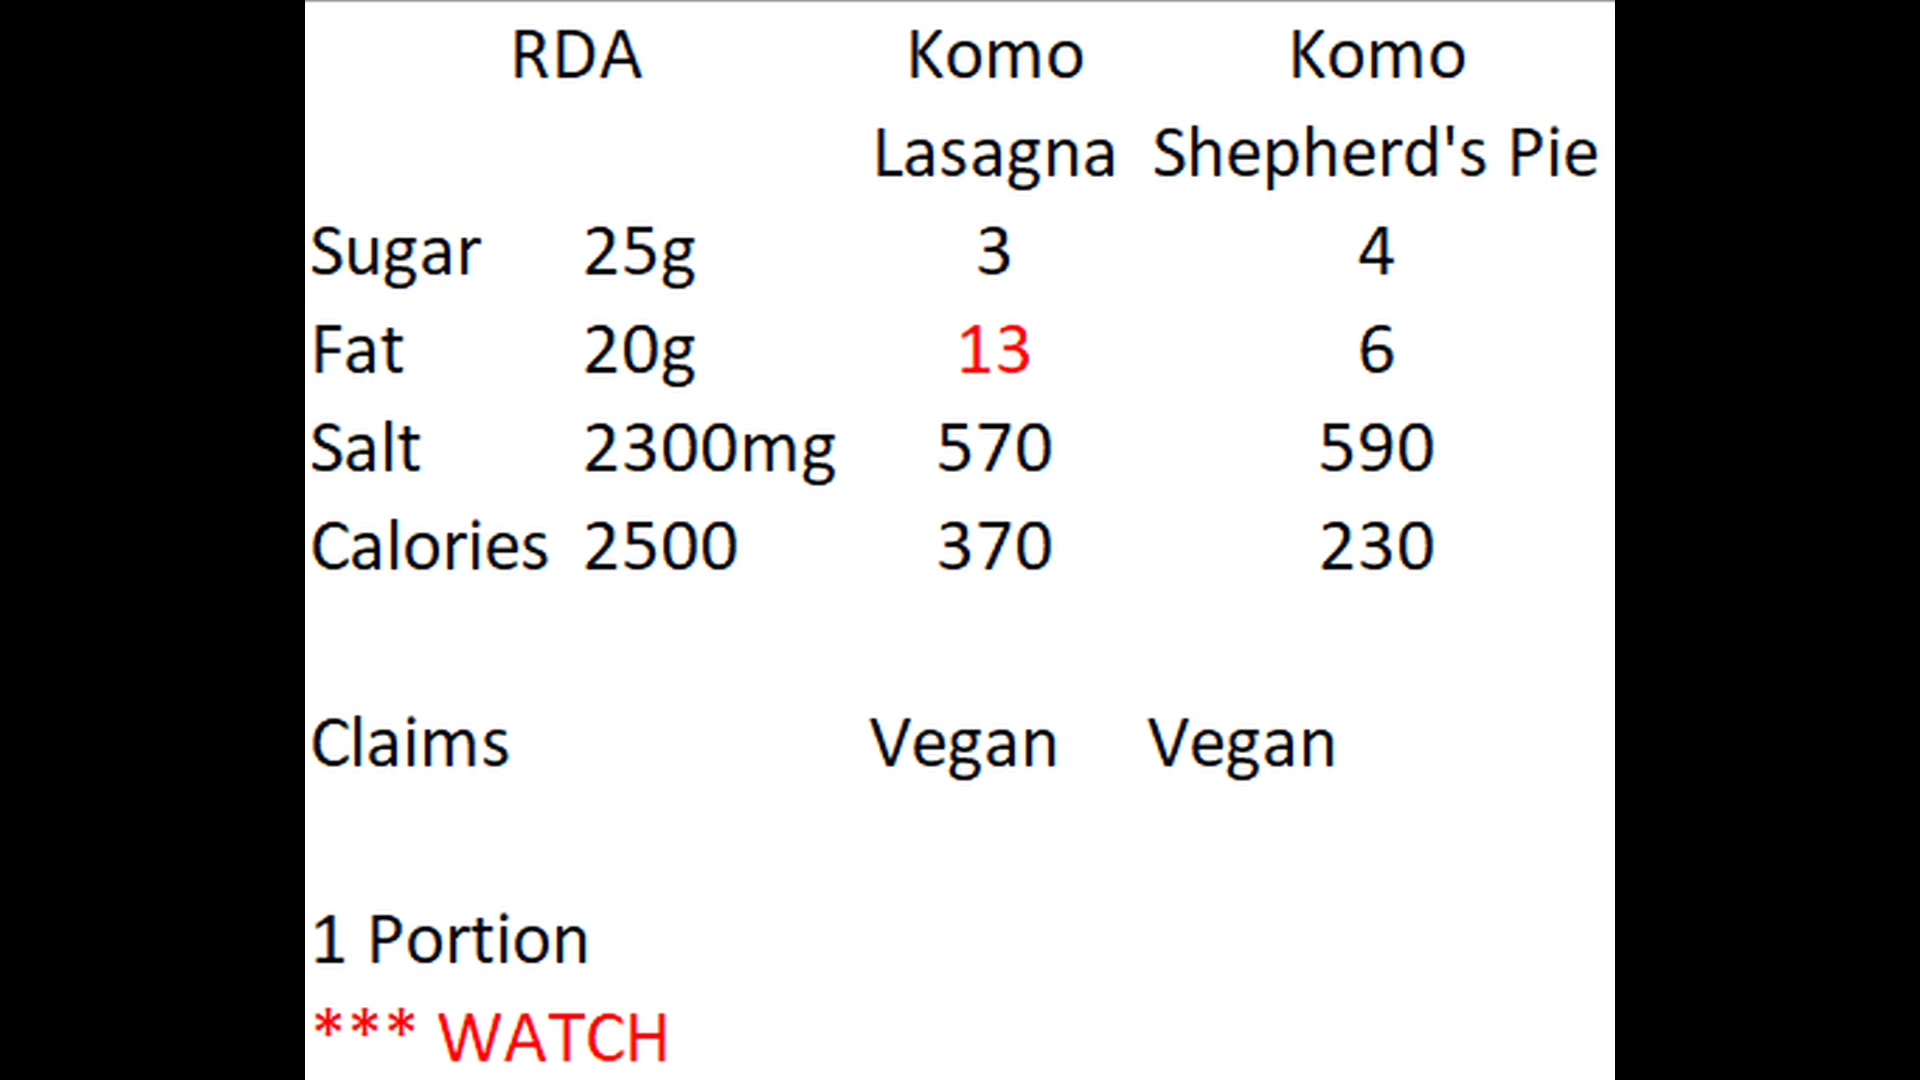 RDA Komo Komo
Lasagna Shepherd's Pie
Sugar 25g 3 4
Fat 20g 13 6
Salt 2300mg 570 590
Calories 2500 370 230
Claims Vegan Vegan
1 Portion
*** WATCH